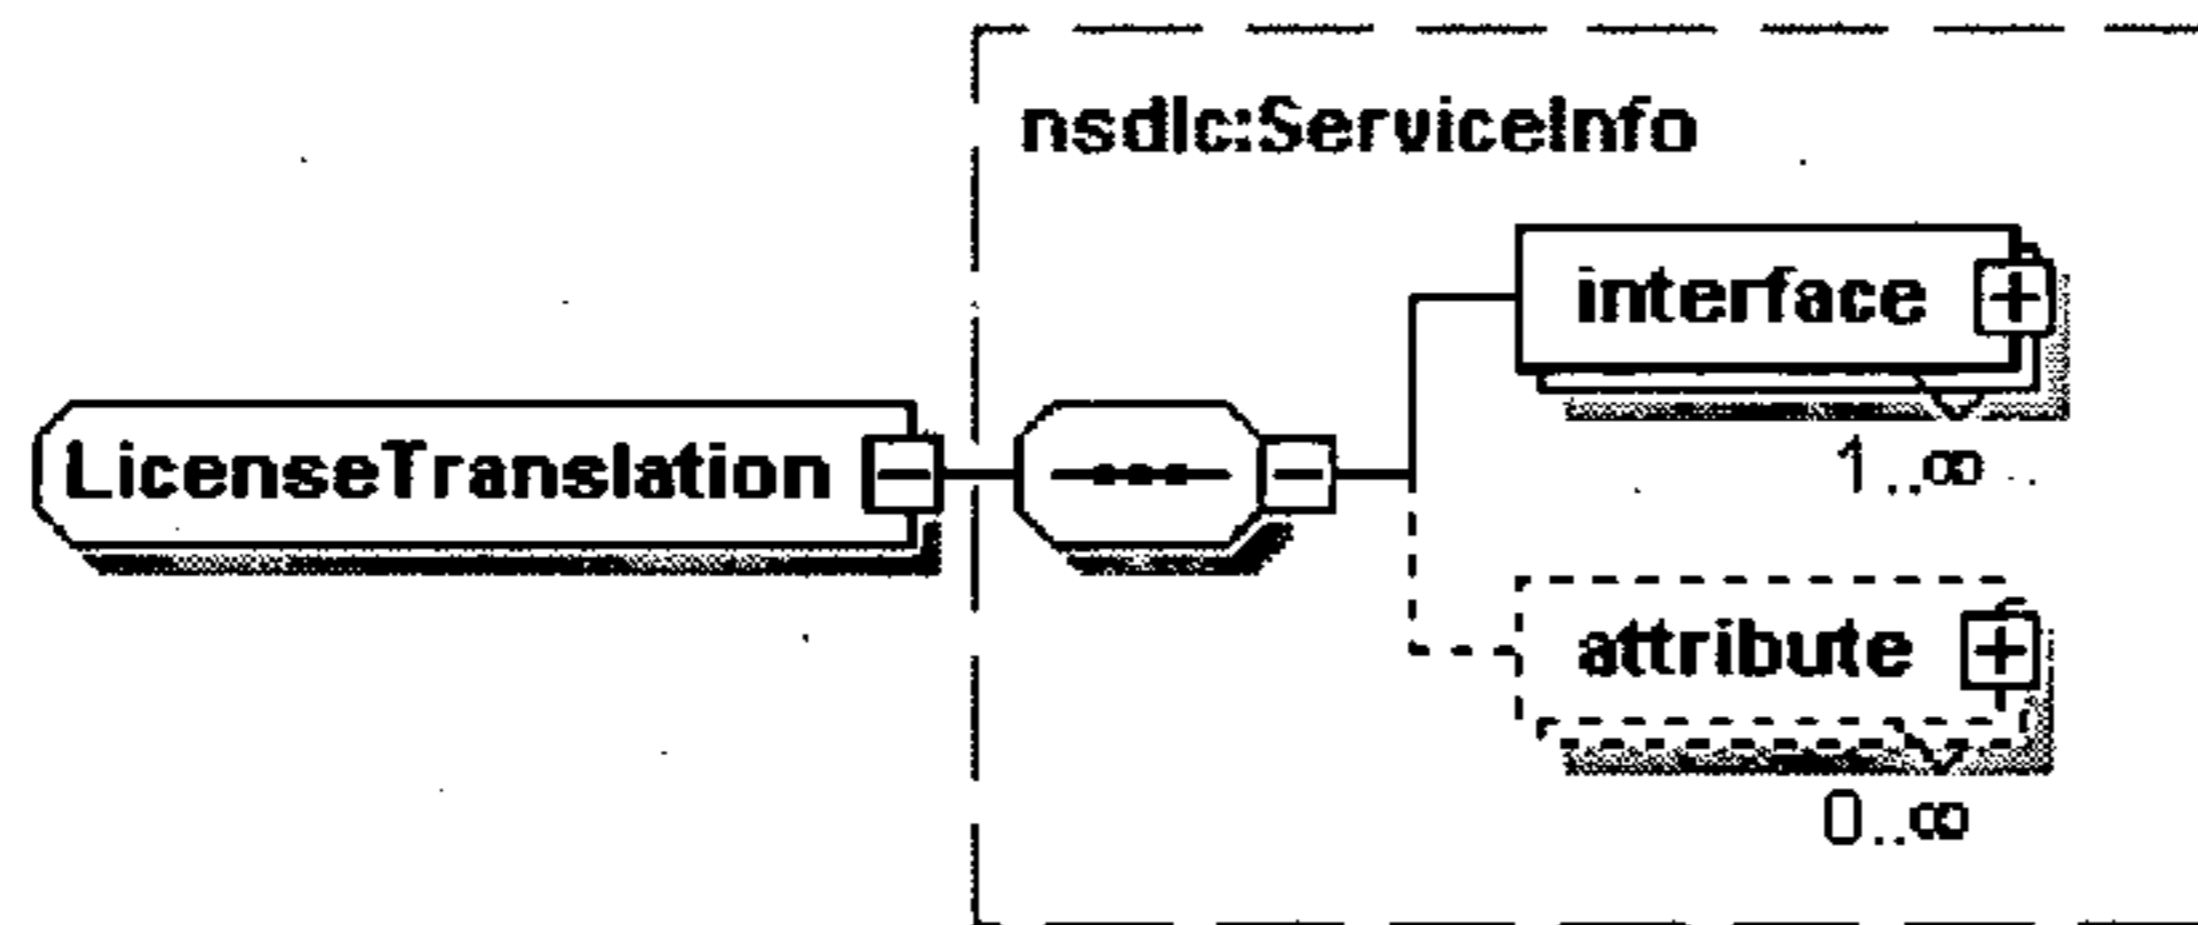 nsdlc:ServiceInfo
interface
1..∞
LicenseTranslation
attribute
0..∞